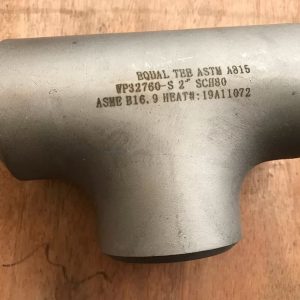 EQUAL TEE ASTM A815
WP32760-S 2" SCH80
ASME B16.9 HEAT#:19A11072